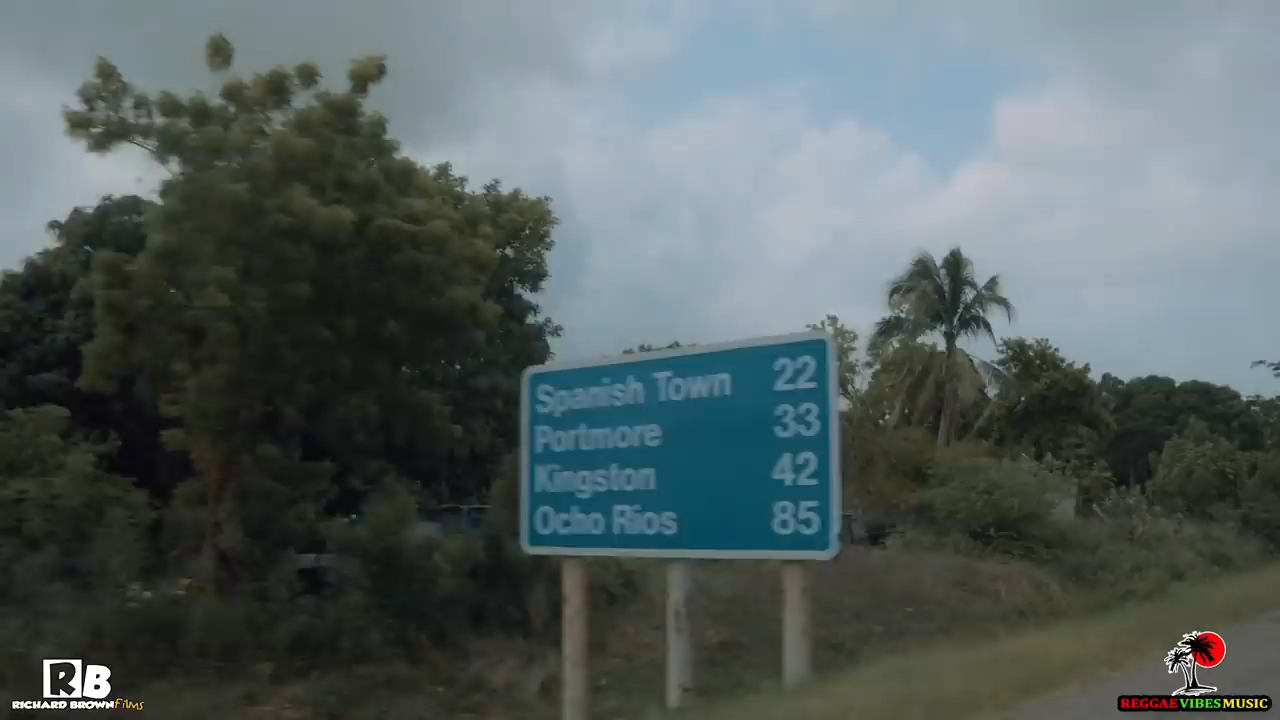 Spanish Town 22
Portmore 33
Kingston 42
Ocho Rios 85
RB
RICHARD BROWN Films
REGGAE VIBES MUSIC